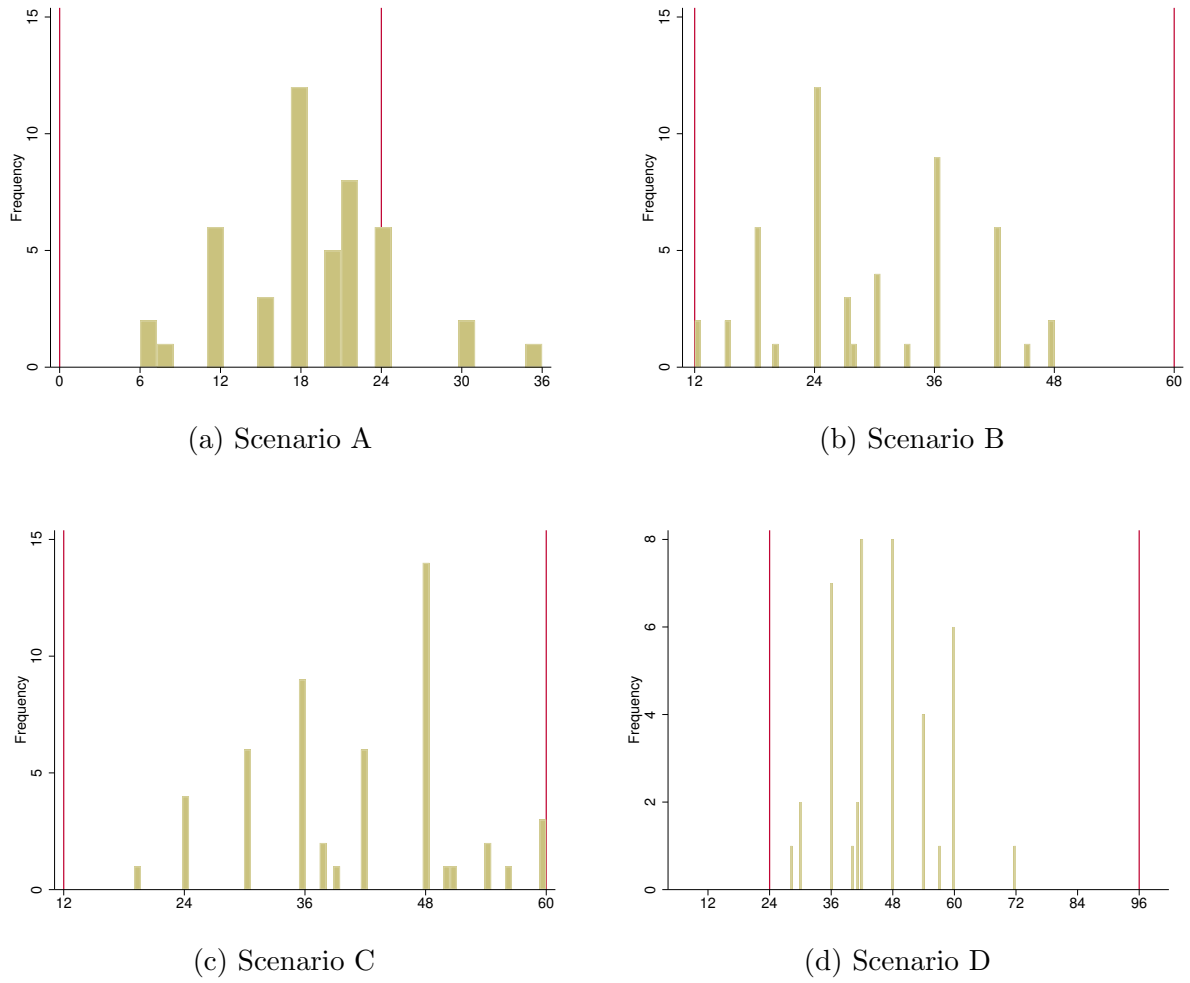 15
10
5
0
Frequency
0 6 12 18 24 30 36
(a) Scenario A
15
10
5
0
Frequency
12 24 36 48 60
(b) Scenario B
15
10
5
0
Frequency
12 24 36 48 60
(c) Scenario C
8
6
4
2
0
Frequency
12 24 36 48 60 72 84 96
(d) Scenario D